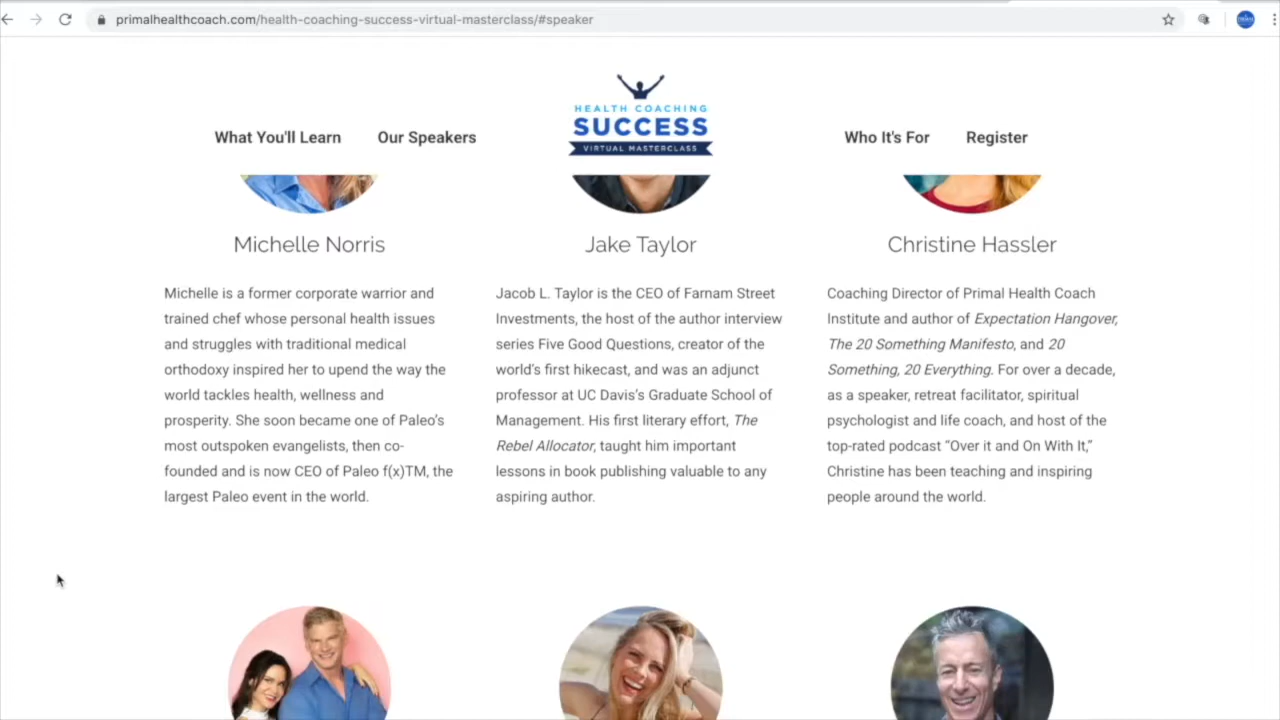 primalhealthcoach.com/health-coaching-success-virtual-masterclass/#speaker
What You'll Learn
Our Speakers
HEALTH COACHING
SUCCESS
VIRTUAL MASTERCLASS
Who It's For
Register
Michelle Norris
Michelle is a former corporate warrior and
trained chef whose personal health issues
and struggles with traditional medical
orthodoxy inspired her to upend the way the
world tackles health, wellness and
prosperity. She soon became one of Paleo’s
most outspoken evangelists, then co-
founded and is now CEO of Paleo f(x)TM, the
largest Paleo event in the world.
Jake Taylor
Jacob L. Taylor is the CEO of Farnam Street
Investments, the host of the author interview
series Five Good Questions, creator of the
world’s first hikecast, and was an adjunct
professor at UC Davis’s Graduate School of
Management. His first literary effort, The
Rebel Allocator, taught him important
lessons in book publishing valuable to any
aspiring author.
Christine Hassler
Coaching Director of Primal Health Coach
Institute and author of Expectation Hangover,
The 20 Something Manifesto, and 20
Something, 20 Everything. For over a decade,
as a speaker, retreat facilitator, spiritual
psychologist and life coach, and host of the
top-rated podcast “Over it and On With It,”
Christine has been teaching and inspiring
people around the world.